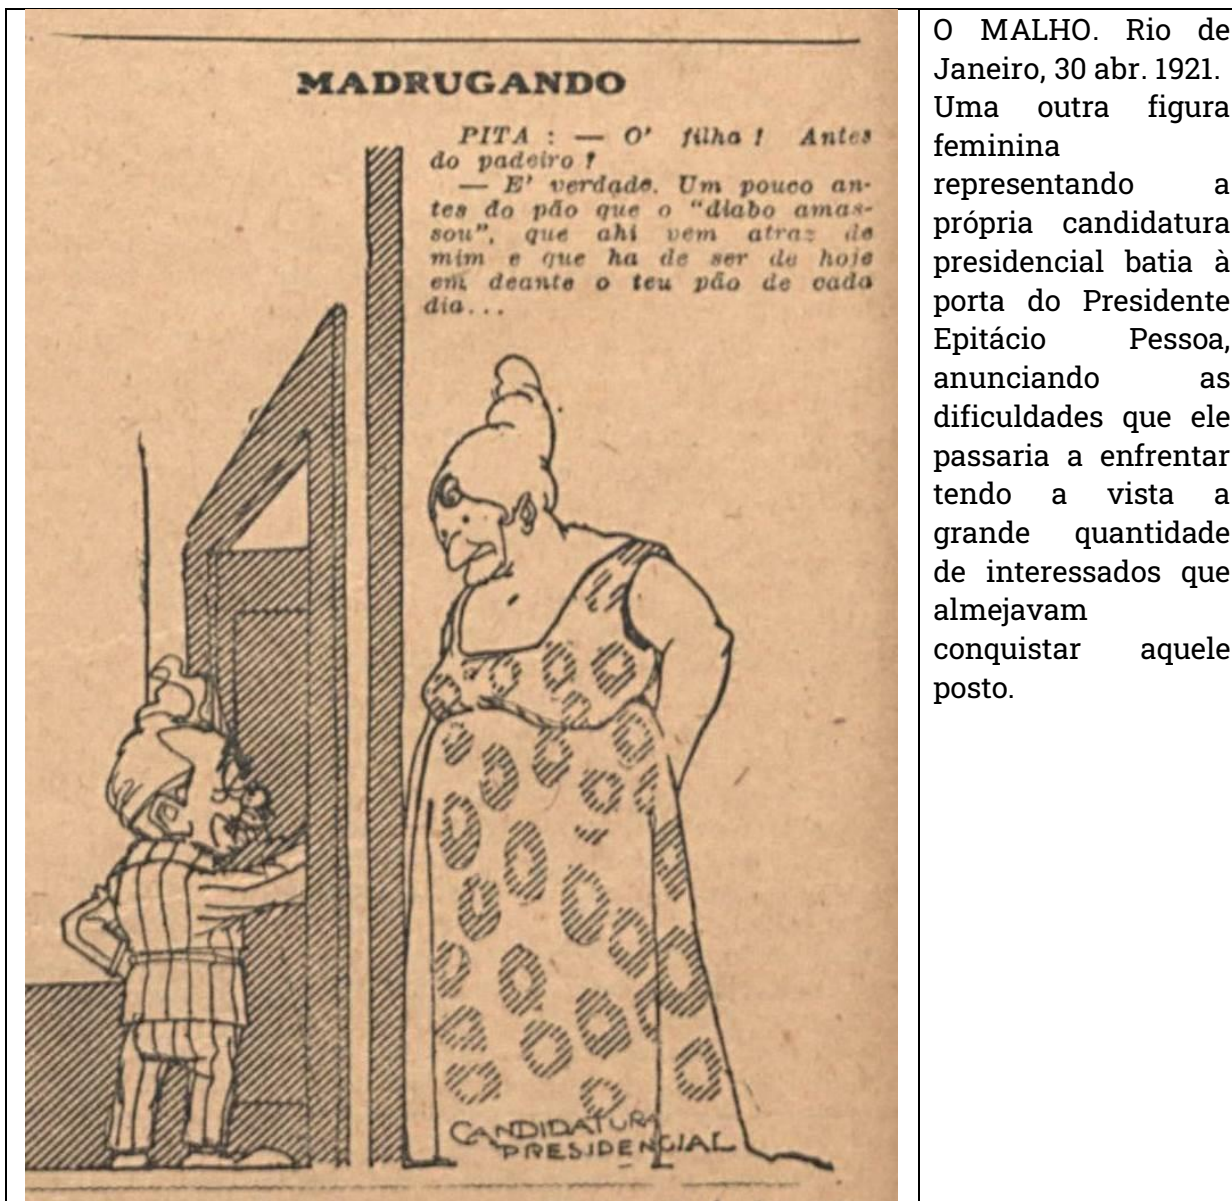 MADRUGANDO
PITA : — O' filha ! Antes
do padeiro ?
— E' verdade. Um pouco an-
tes do pão que o "diabo amas-
sou", que ahi vem atraz de
mim e que ha de ser de hoje
em deante o teu pão de cada
dia...
CANDIDATURA
PRESIDENCIAL
O MALHO. Rio de
Janeiro, 30 abr. 1921.
Uma outra figura
feminina
representando a
própria candidatura
presidencial batia à
porta do Presidente
Epitácio Pessoa,
anunciando as
dificuldades que ele
passaria a enfrentar
tendo a vista a
grande quantidade
de interessados que
almejavam
conquistar aquele
posto.